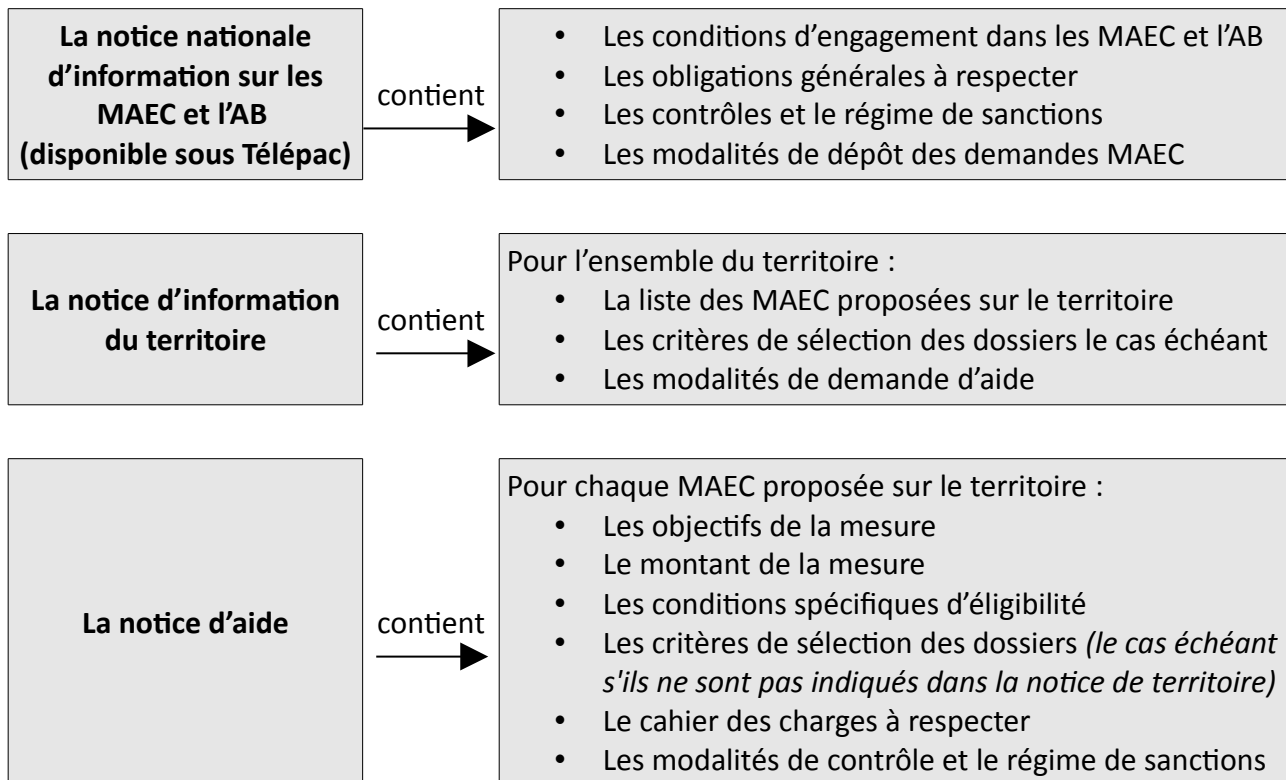 La notice nationale
d'information sur les
MAEC et l'AB
(disponible sous Télépac)
contient
• Les conditions d'engagement dans les MAEC et l'AB
• Les obligations générales à respecter
• Les contrôles et le régime de sanctions
• Les modalités de dépôt des demandes MAEC
La notice d'information
du territoire
contient
Pour l'ensemble du territoire :
• La liste des MAEC proposées sur le territoire
• Les critères de sélection des dossiers le cas échéant
• Les modalités de demande d'aide
La notice d'aide
contient
Pour chaque MAEC proposée sur le territoire :
• Les objectifs de la mesure
• Le montant de la mesure
• Les conditions spécifiques d'éligibilité
• Les critères de sélection des dossiers (le cas échéant
s'ils ne sont pas indiqués dans la notice de territoire)
• Le cahier des charges à respecter
• Les modalités de contrôle et le régime de sanctions